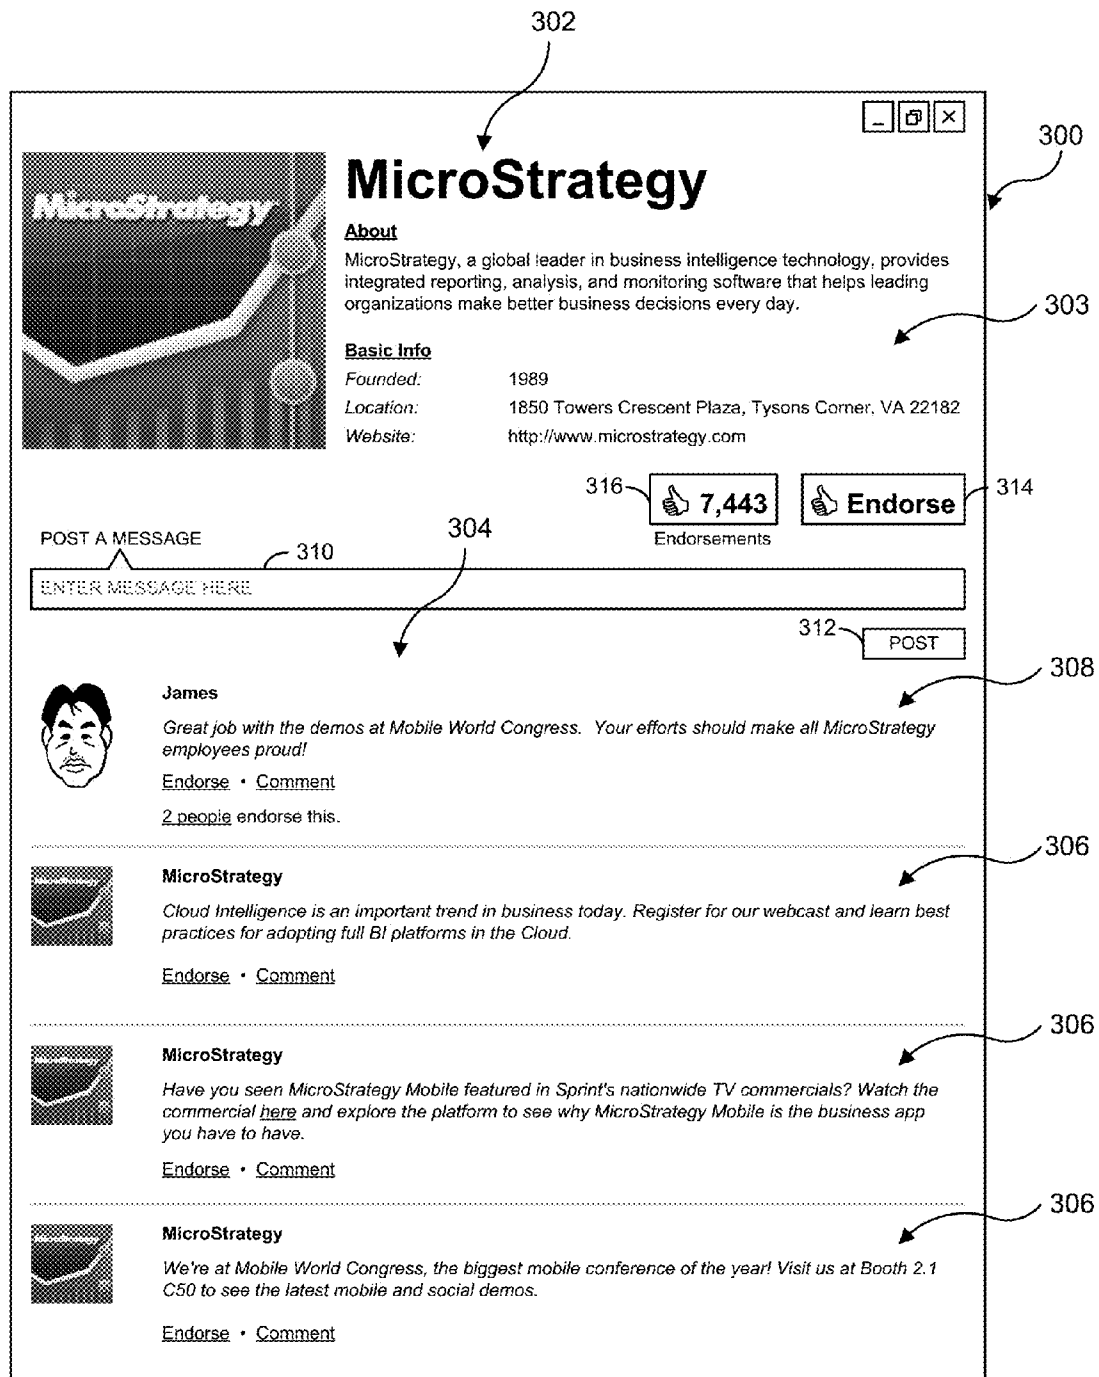 302
300
MicroStrategy
MicroStrategy
About
MicroStrategy, a global leader in business intelligence technology, provides
integrated reporting, analysis, and monitoring software that helps leading
organizations make better business decisions every day.
303
Basic Info
Founded: 1989
Location: 1850 Towers Crescent Plaza, Tysons Corner, VA 22182
Website: http://www.microstrategy.com
316 7,443 Endorse 314
Endorsements
POST A MESSAGE
310
304
ENTER MESSAGE HERE
312 POST
308
James
Great job with the demos at Mobile World Congress. Your efforts should make all MicroStrategy
employees proud!
Endorse • Comment
2 people endorse this.
306
MicroStrategy
MicroStrategy
Cloud Intelligence is an important trend in business today. Register for our webcast and learn best
practices for adopting full BI platforms in the Cloud.
Endorse • Comment
306
MicroStrategy
MicroStrategy
Have you seen MicroStrategy Mobile featured in Sprint's nationwide TV commercials? Watch the
commercial here and explore the platform to see why MicroStrategy Mobile is the business app
you have to have.
Endorse • Comment
306
MicroStrategy
MicroStrategy
We're at Mobile World Congress, the biggest mobile conference of the year! Visit us at Booth 2.1
C50 to see the latest mobile and social demos.
Endorse • Comment